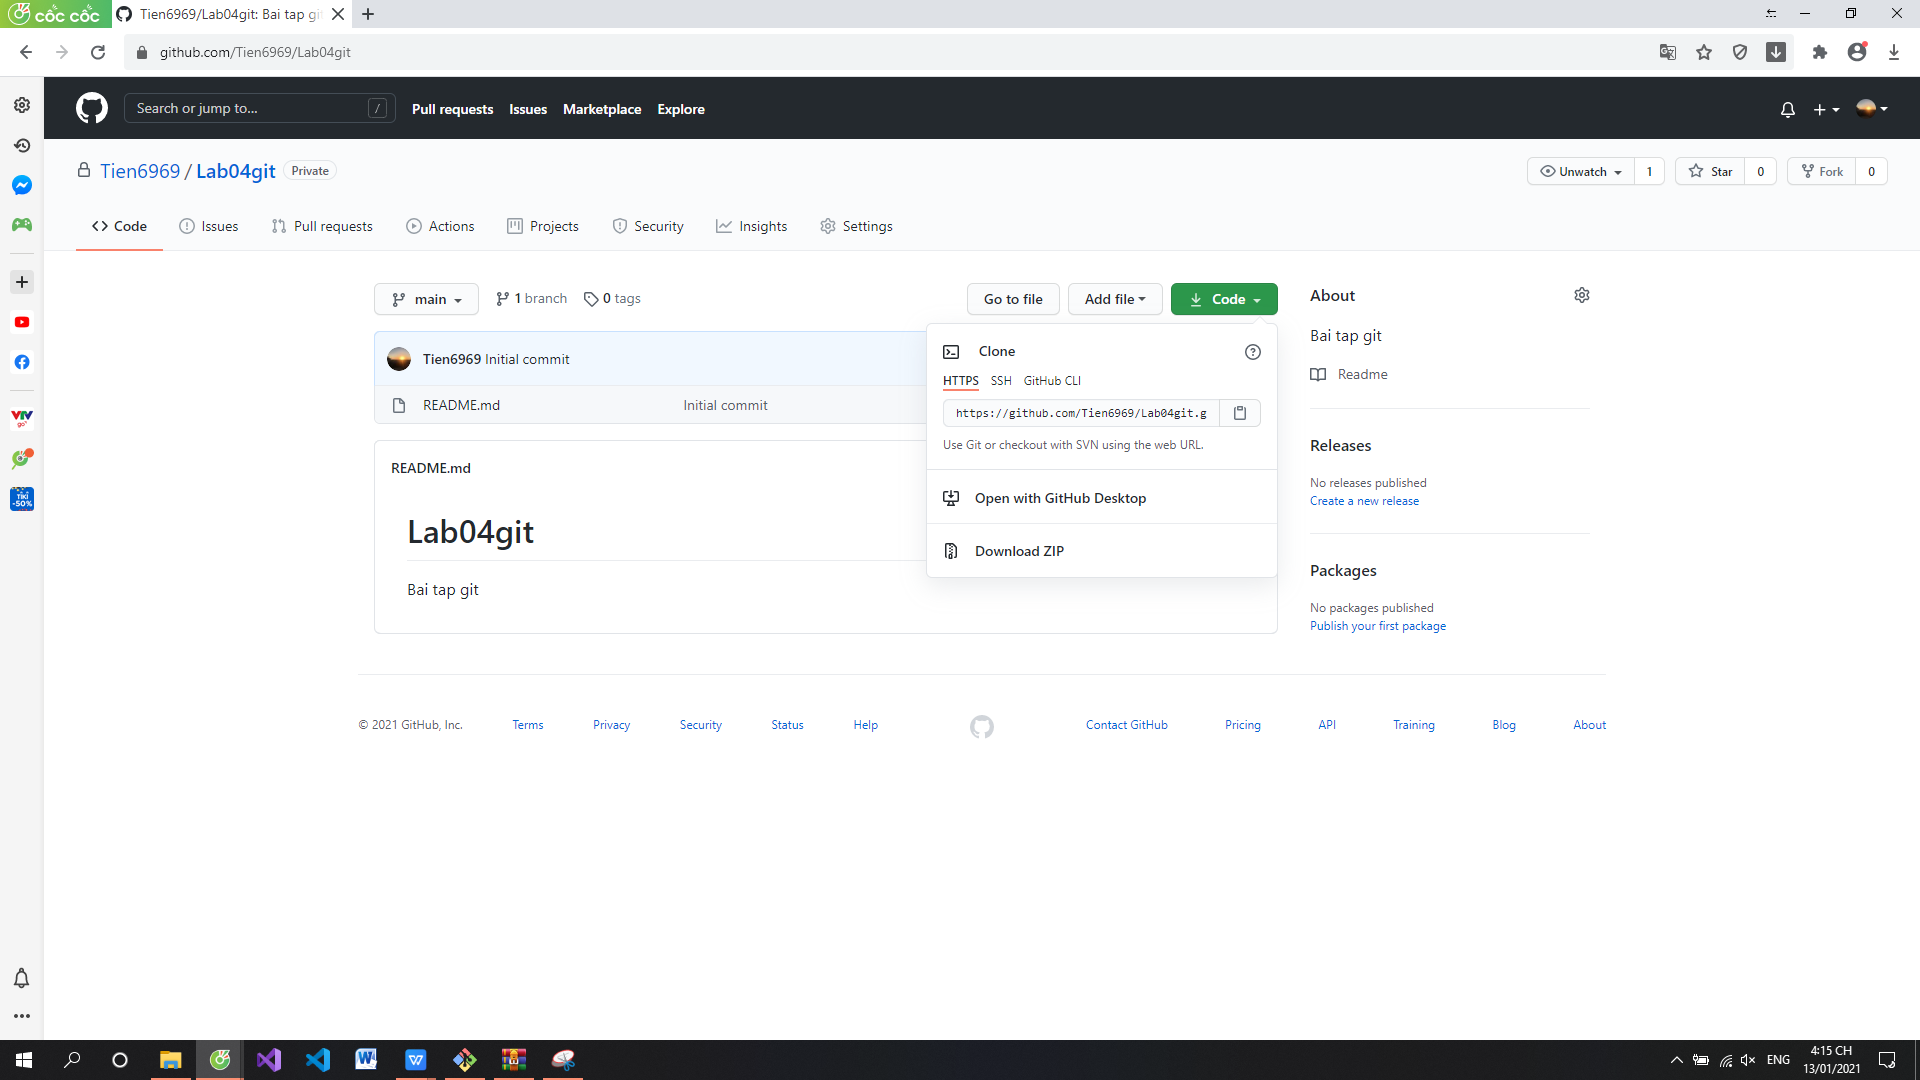 cốc cốc
Tien6969/Lab04git: Bai tap git
github.com/Tien6969/Lab04git
Search or jump to... /
Pull requests Issues Marketplace Explore
Tien6969 / Lab04git Private
Unwatch 1 Star 0 Fork 0
Code Issues Pull requests Actions Projects Security Insights Settings
main 1 branch 0 tags Go to file Add file Code
Tien6969 Initial commit
README.md Initial commit
README.md
Lab04git
Bai tap git
Clone
HTTPS SSH GitHub CLI
https://github.com/Tien6969/Lab04git.g
Use Git or checkout with SVN using the web URL.
Open with GitHub Desktop
Download ZIP
About
Bai tap git
Readme
Releases
No releases published
Create a new release
Packages
No packages published
Publish your first package
© 2021 GitHub, Inc. Terms Privacy Security Status Help Contact GitHub Pricing API Training Blog About
VTV
go
TIKI
-50%
ENG
4:15 CH
13/01/2021